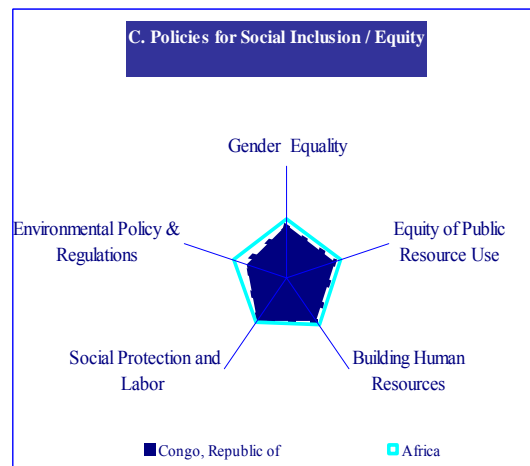 C. Policies for Social Inclusion / Equity
Gender Equality
Environmental Policy &
Regulations
Equity of Public
Resource Use
Social Protection and
Labor
Building Human
Resources
Congo, Republic of
Africa